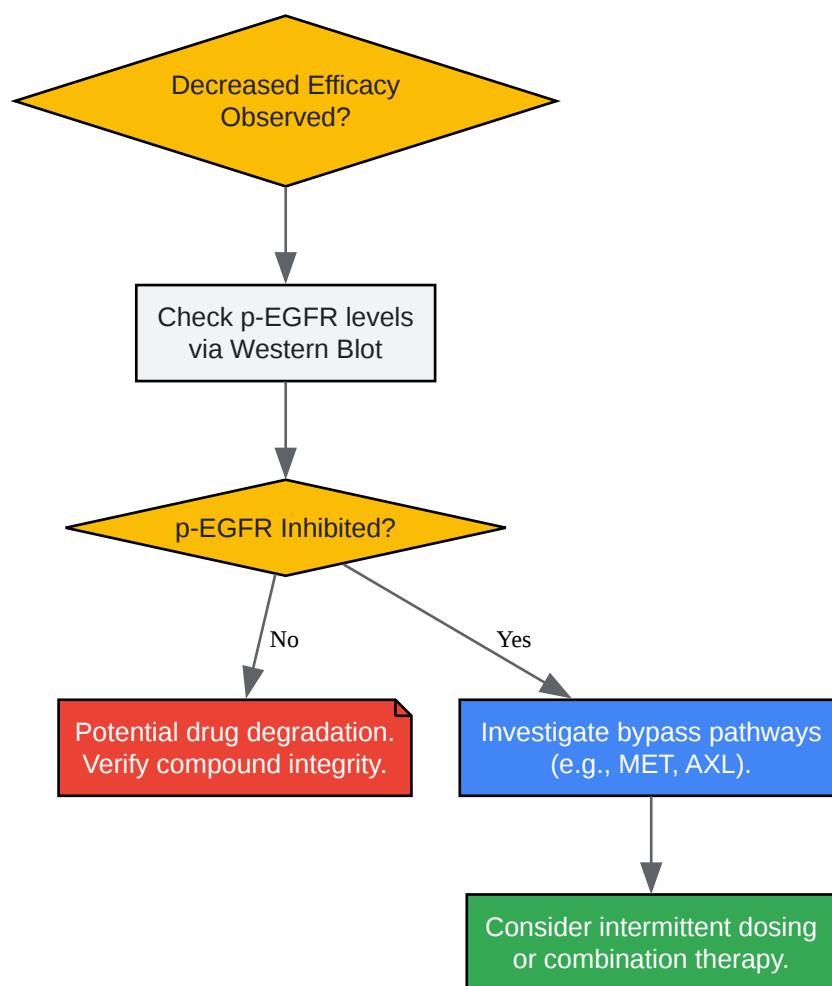 Decreased Efficacy
Observed?
Check p-EGFR levels
via Western Blot
p-EGFR Inhibited?
No
Yes
Potential drug degradation.
Verify compound integrity.
Investigate bypass pathways
(e.g., MET, AXL).
Consider intermittent dosing
or combination therapy.